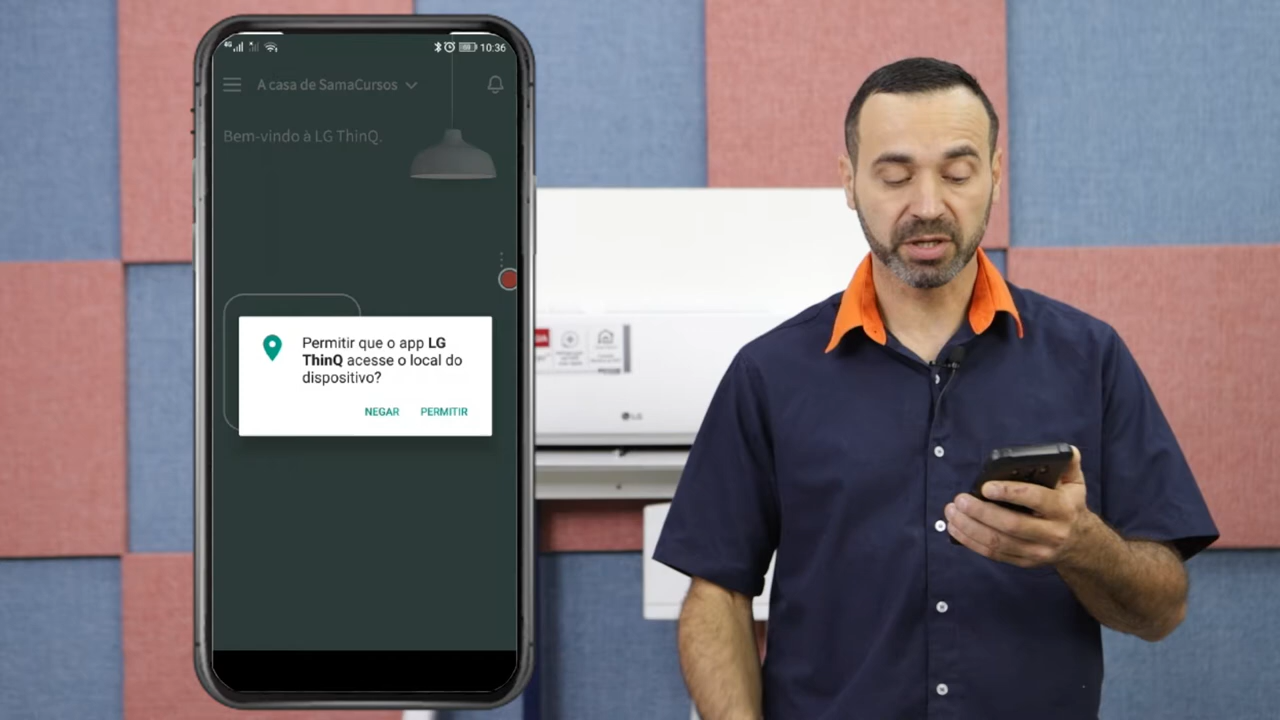 4G
10:36
A casa de SamaCursos
Bem-vindo à LG ThinQ.
Permitir que o app LG
ThinQ acesse o local do
dispositivo?
NEGAR PERMITIR
LG